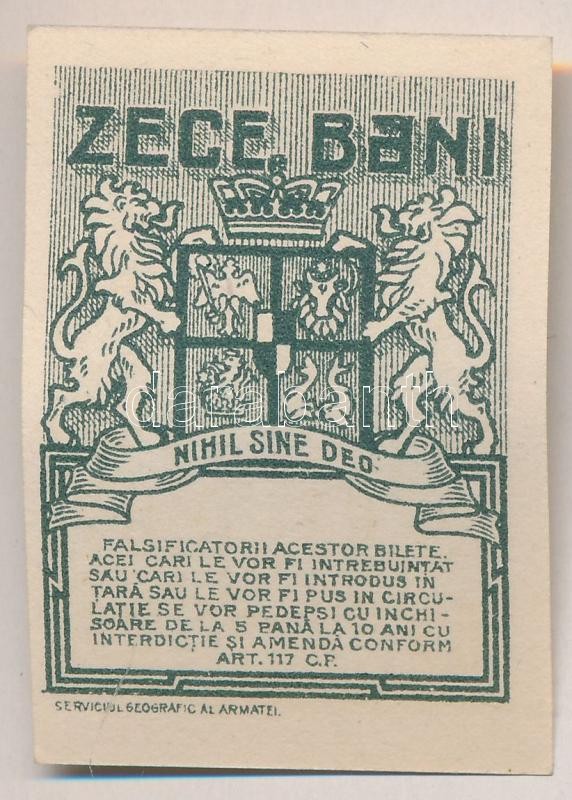 ZECE BANI
NIHIL SINE DEO
FALSIFICATORII ACESTOR BILETE.
ACEI CARI LE VOR FI INTREBUINȚAT
SAU CARI LE VOR FI INTRODUS IN
ȚARĂ SAU LE VOR FI PUS IN CIRCU-
LAȚIE SE VOR PEDEPSI CU INCHI-
SOARE DE LA 5 PANĂ LA 10 ANI CU
INTERDICȚIE ȘI AMENDĂ CONFORM
ART. 117 C.P.
SERVICIUL GEOGRAFIC AL ARMATEI.
darabanth